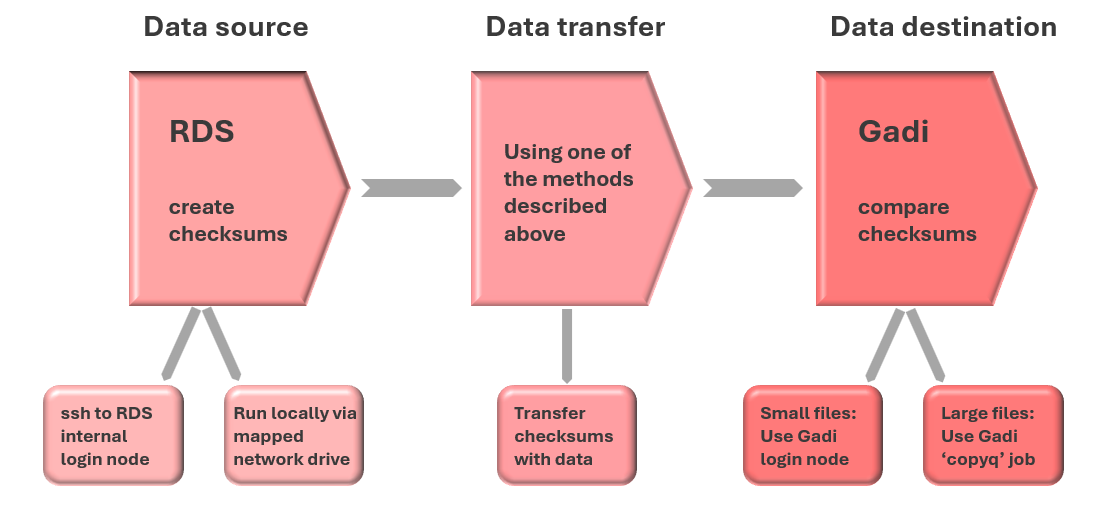 Data source
Data transfer
Data destination
RDS
create
checksums
Using one of
the methods
described
above
Gadi
compare
checksums
ssh to RDS
internal
login node
Run locally via
mapped
network drive
Transfer
checksums
with data
Small files:
Use Gadi
login node
Large files:
Use Gadi
‘copyq’ job